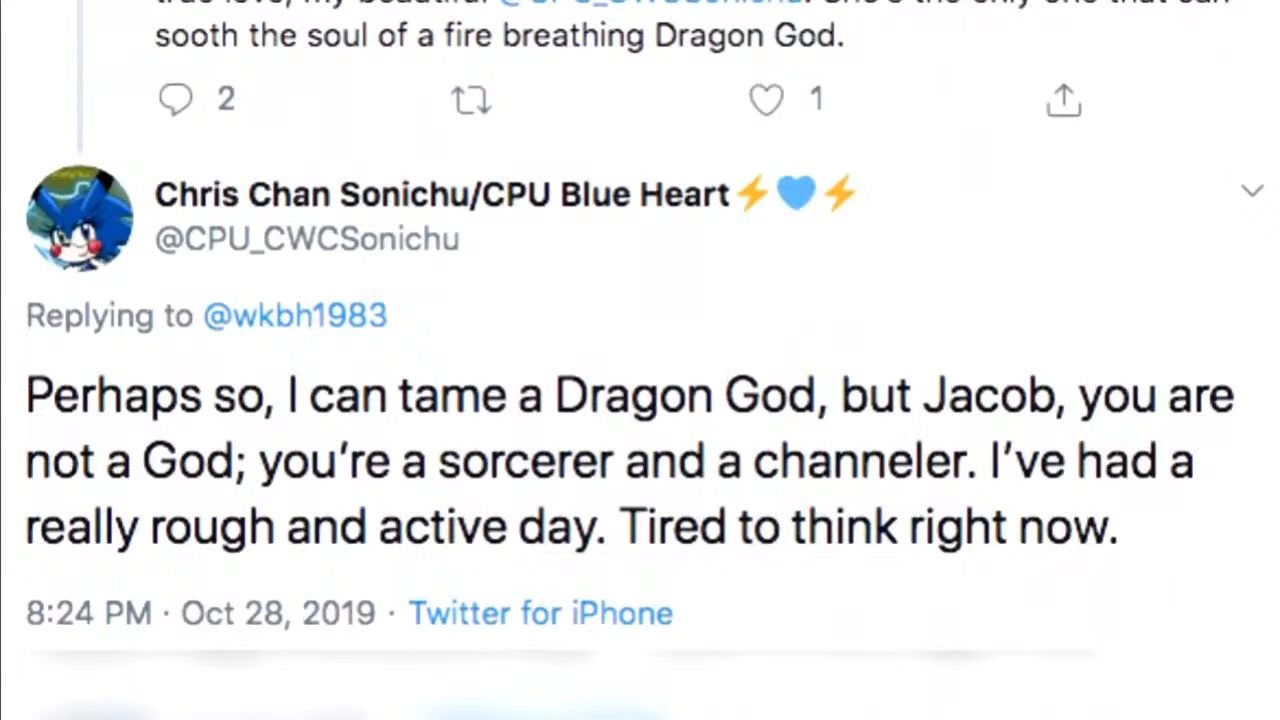 sooth the soul of a fire breathing Dragon God.
2 1
Chris Chan Sonichu/CPU Blue Heart⚡💙⚡
@CPU_CWCSonichu
Replying to @wkbh1983
Perhaps so, I can tame a Dragon God, but Jacob, you are
not a God; you’re a sorcerer and a channeler. I’ve had a
really rough and active day. Tired to think right now.
8:24 PM · Oct 28, 2019 · Twitter for iPhone